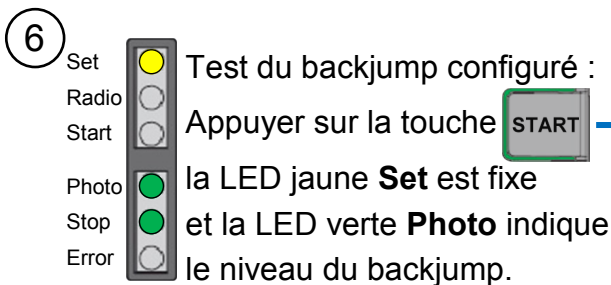 6
Set
Radio
Start
Photo
Stop
Error
Test du backjump configuré :
Appuyer sur la touche START
la LED jaune Set est fixe
et la LED verte Photo indique
le niveau du backjump.